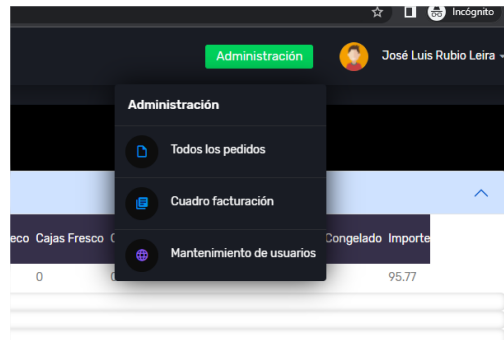 Incógnito
Administración
José Luis Rubio Leira
Administración
Todos los pedidos
Cuadro facturación
Mantenimiento de usuarios
Cajas Fresco
Congelado Importe
0
95.77